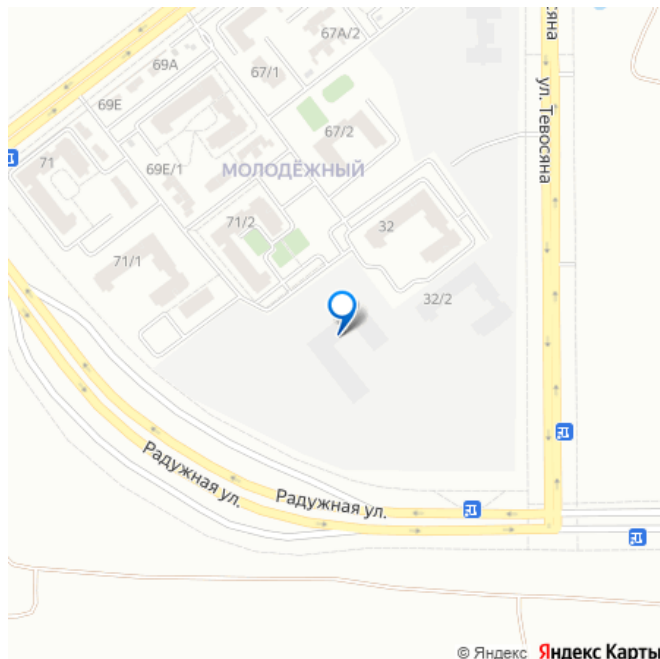 67А/2
сяна
69А
67/1
69Е
ул. Тевосяна
67/2
71
69Е/1
МОЛОДЁЖНЫЙ
71/2
32
71/1
32/2
Радужная ул.
Радужная ул.
© Яндекс Яндекс Карты